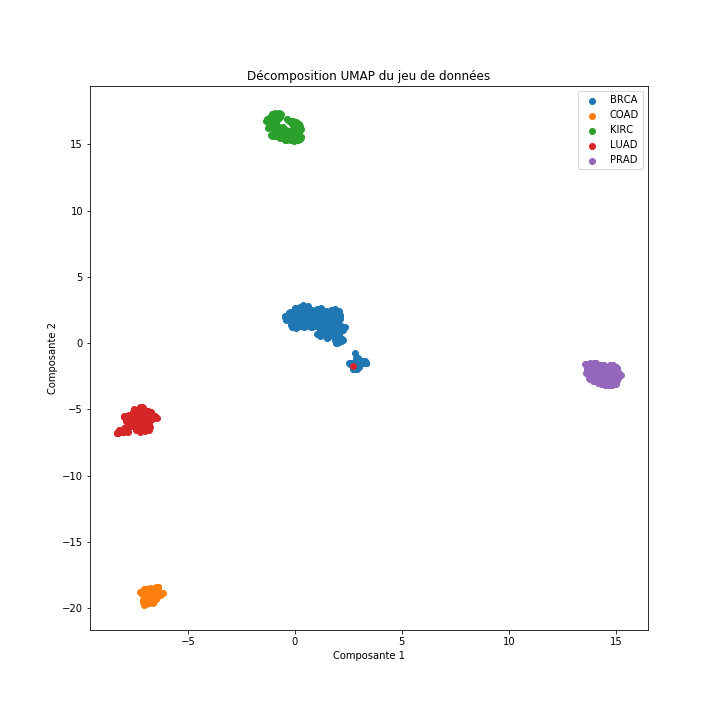 Décomposition UMAP du jeu de données
BRCA
COAD
KIRC
LUAD
PRAD
15
10
5
0
−5
−10
−15
−20
Composante 2
−5
0
5
10
15
Composante 1